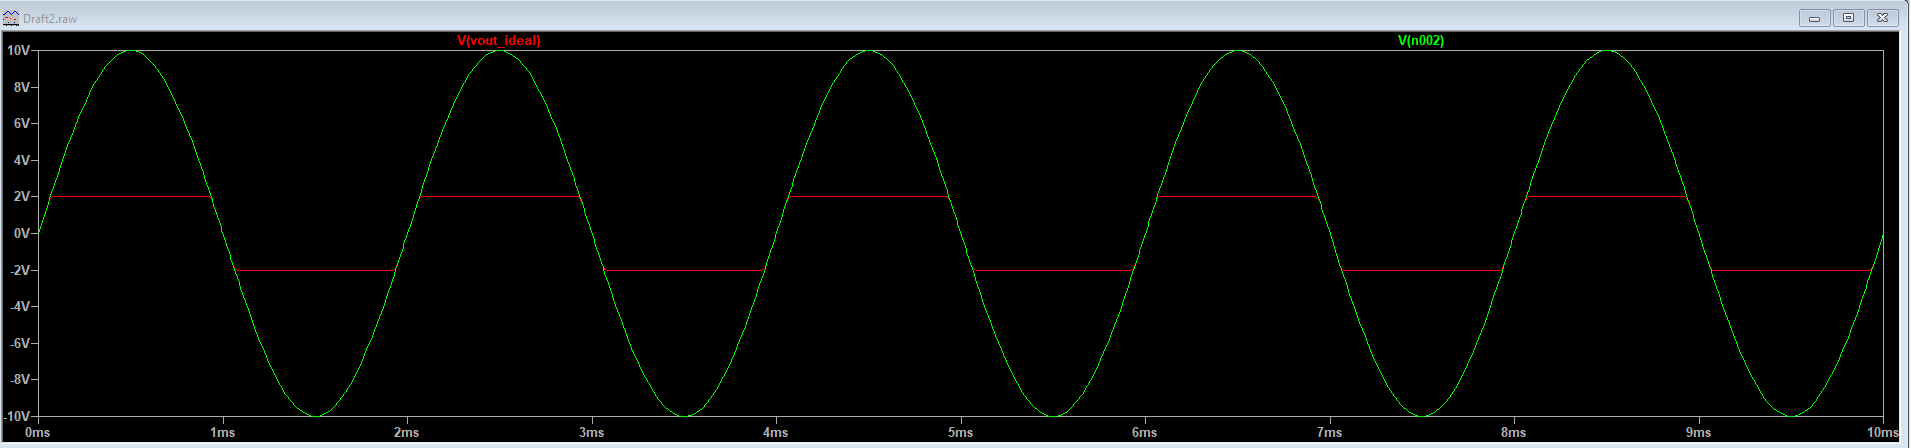 Draft2.raw
V(vout_ideal) V(n002)
10V
8V
6V
4V
2V
0V
-2V
-4V
-6V
-8V
-10V
0ms 1ms 2ms 3ms 4ms 5ms 6ms 7ms 8ms 9ms 10ms